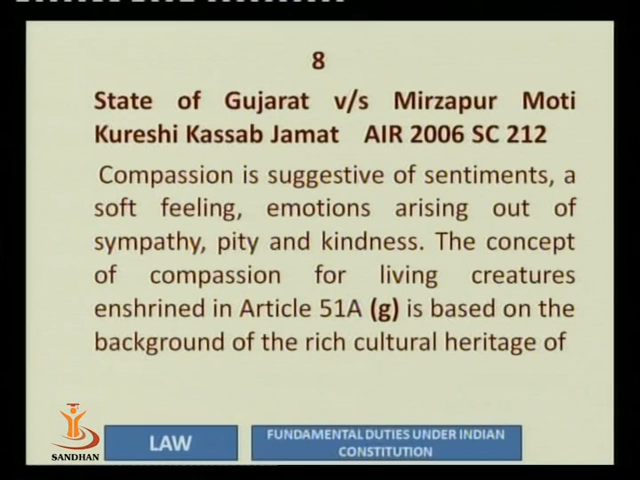 8
State of Gujarat v/s Mirzapur Moti
Kureshi Kassab Jamat AIR 2006 SC 212
Compassion is suggestive of sentiments, a
soft feeling, emotions arising out of
sympathy, pity and kindness. The concept
of compassion for living creatures
enshrined in Article 51A (g) is based on the
background of the rich cultural heritage of
SANDHAN
LAW
FUNDAMENTAL DUTIES UNDER INDIAN
CONSTITUTION